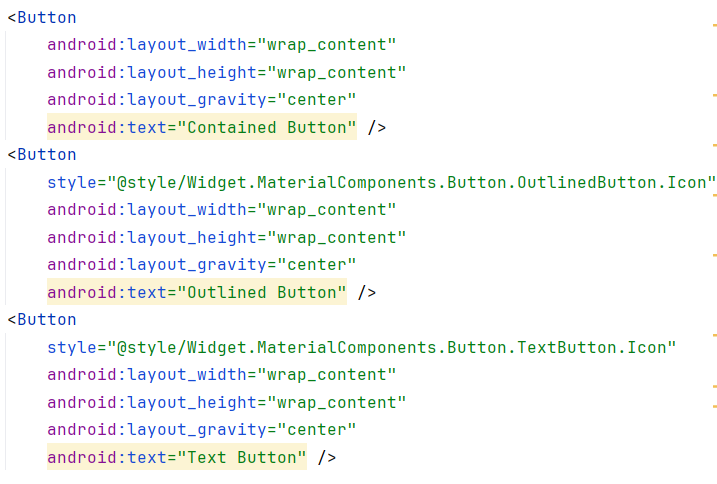 <Button
android:layout_width="wrap_content"
android:layout_height="wrap_content"
android:layout_gravity="center"
android:text="Contained Button" />
<Button
style="@style/Widget.MaterialComponents.Button.OutlinedButton.Icon"
android:layout_width="wrap_content"
android:layout_height="wrap_content"
android:layout_gravity="center"
android:text="Outlined Button" />
<Button
style="@style/Widget.MaterialComponents.Button.TextButton.Icon"
android:layout_width="wrap_content"
android:layout_height="wrap_content"
android:layout_gravity="center"
android:text="Text Button" />